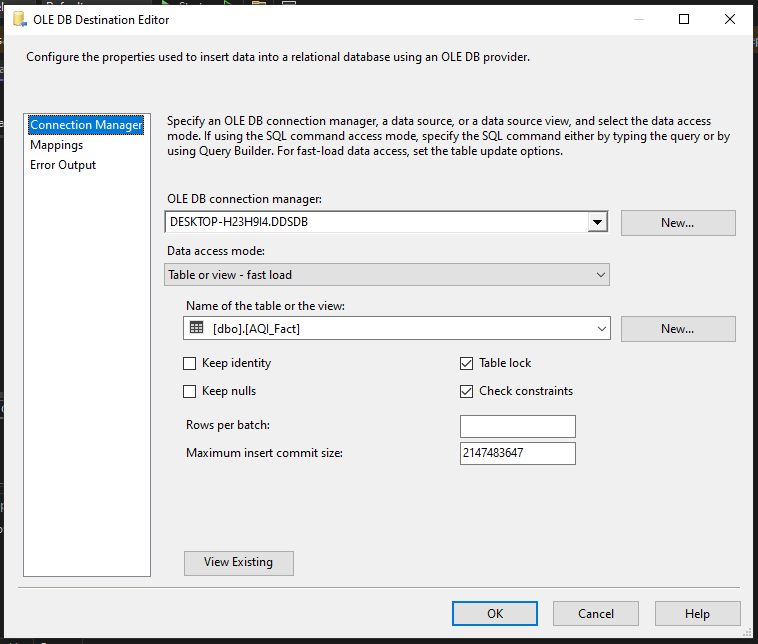 OLE DB Destination Editor
Configure the properties used to insert data into a relational database using an OLE DB provider.
Connection Manager
Mappings
Error Output
Specify an OLE DB connection manager, a data source, or a data source view, and select the data access
mode. If using the SQL command access mode, specify the SQL command either by typing the query or by
using Query Builder. For fast-load data access, set the table update options.
OLE DB connection manager:
DESKTOP-H23H9I4.DDSDB
New...
Data access mode:
Table or view - fast load
Name of the table or the view:
[dbo].[AQI_Fact]
New...
Keep identity
Table lock
Keep nulls
Check constraints
Rows per batch:
Maximum insert commit size:
2147483647
View Existing
OK
Cancel
Help